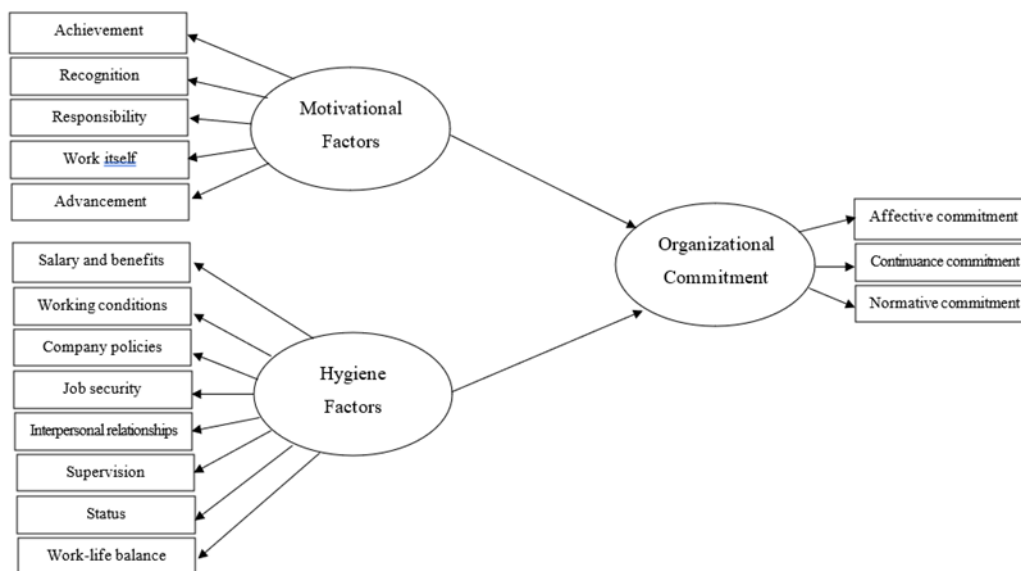 Achievement
Recognition
Responsibility
Work itself
Advancement
Motivational
Factors
Salary and benefits
Working conditions
Company policies
Job security
Interpersonal relationships
Supervision
Status
Work-life balance
Hygiene
Factors
Organizational
Commitment
Affective commitment
Continuance commitment
Normative commitment